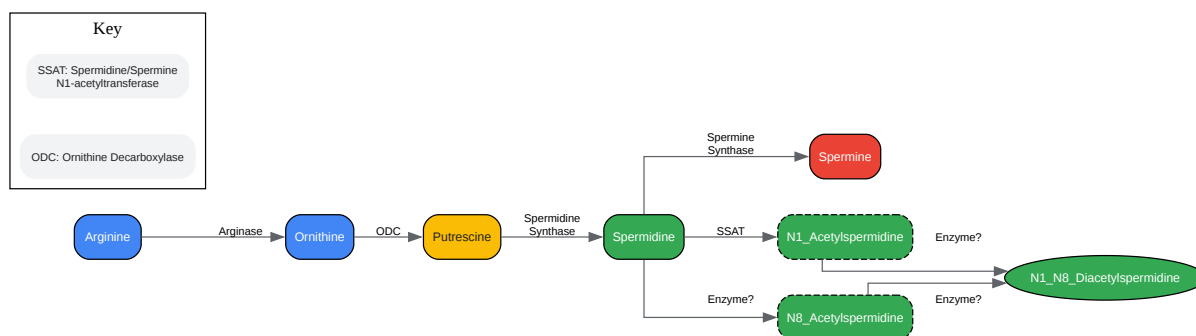 Key
SSAT: Spermidine/Spermine
N1-acetyltransferase
ODC: Ornithine Decarboxylase
Spermine
Synthase
Spermine
Arginine
Arginase
Ornithine
ODC
Putrescine
Spermidine
Synthase
Spermidine
SSAT
N1_Acetylspermidine
Enzyme?
N1_N8_Diacetylspermidine
Enzyme?
N8_Acetylspermidine
Enzyme?